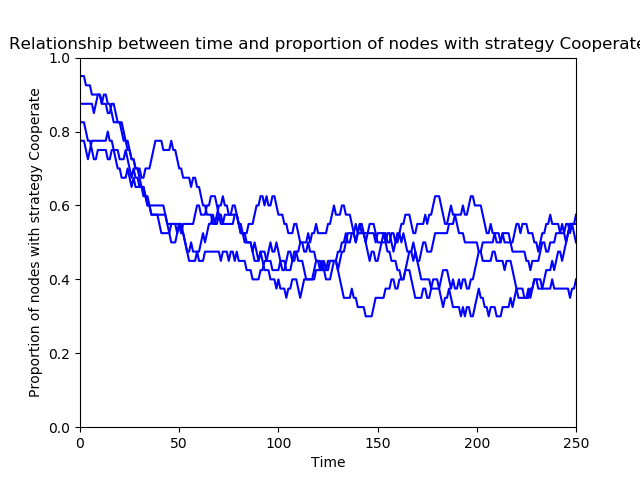 Relationship between time and proportion of nodes with strategy Cooperate
1.0
0.8
0.6
0.4
0.2
0.0
Proportion of nodes with strategy Cooperate
0 50 100 150 200 250
Time